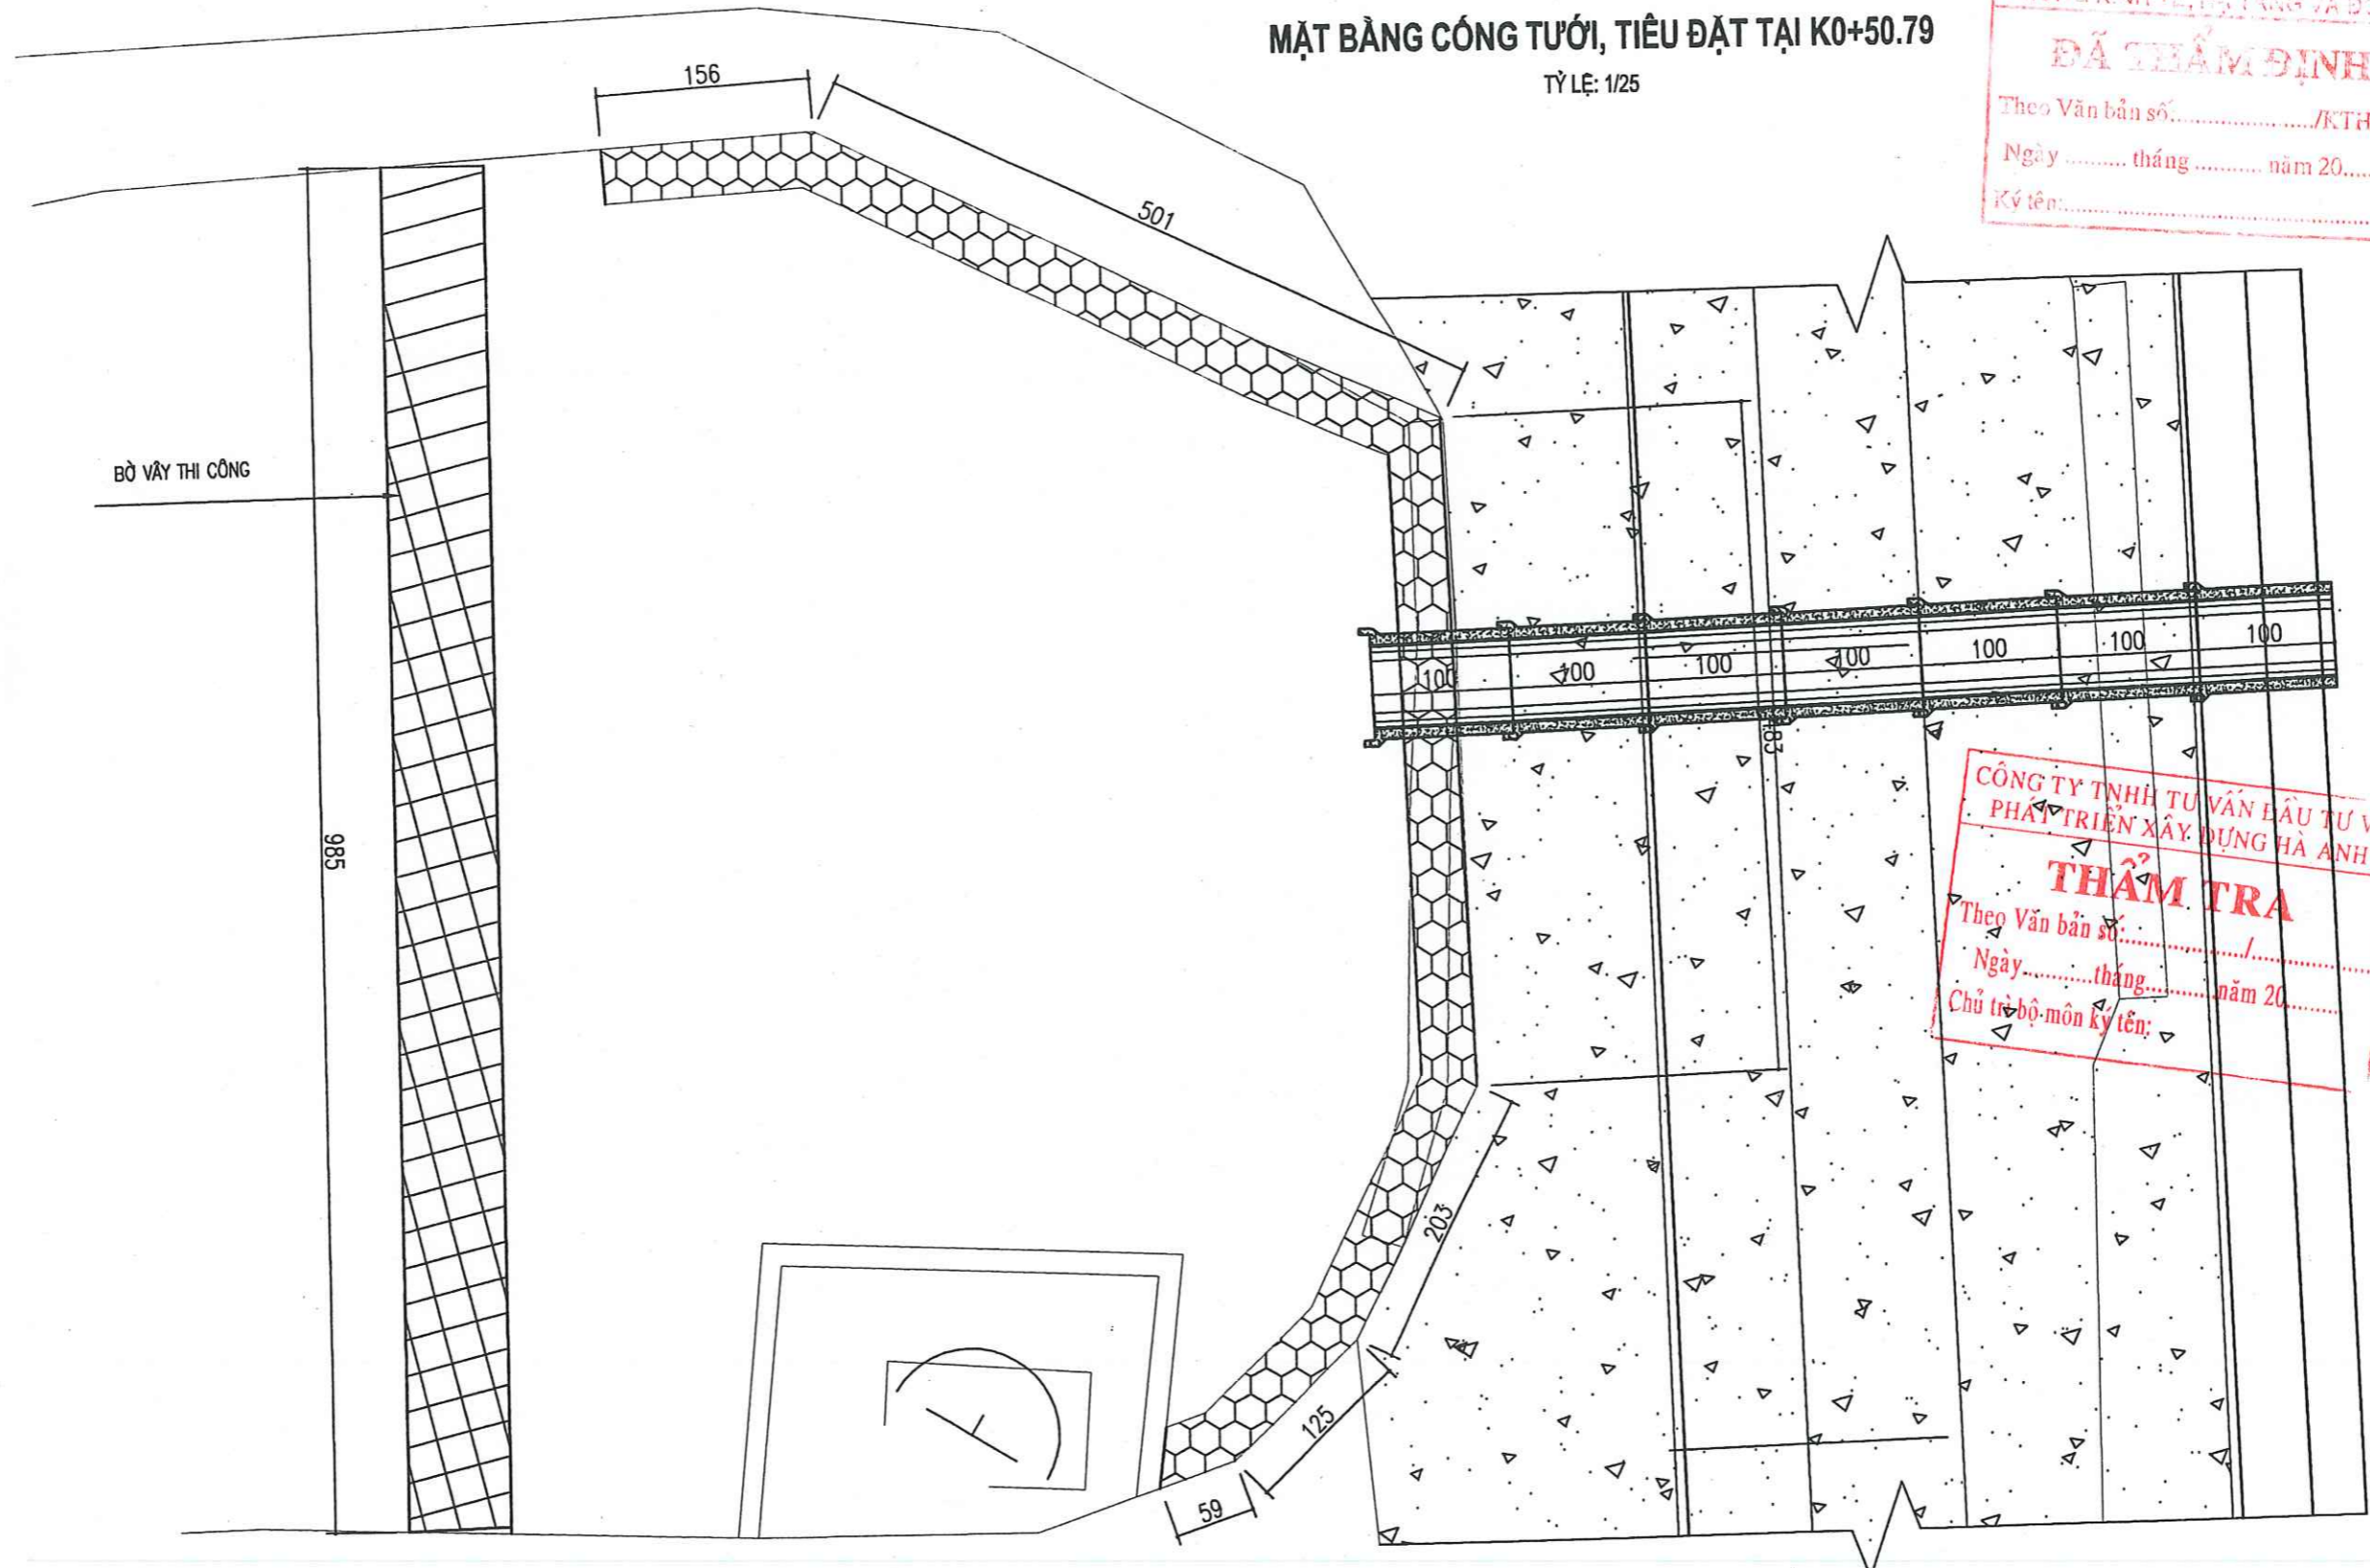 MẶT BẰNG CỐNG TƯỚI, TIÊU ĐẶT TẠI K0+50.79
TỶ LỆ: 1/25
ĐÃ THẨM ĐỊNH
Theo Văn bản số:............/KTH
Ngày .......... tháng ........... năm 20.....
Ký tên:
156
501
BỜ VÂY THI CÔNG
985
100
100
100
100
100
100
100
83
CÔNG TY TNHH TƯ VẤN ĐẦU TƯ V
PHÁT TRIỂN XÂY DỰNG HÀ ANH
THẨM TRA
Theo Văn bản số:............/............
Ngày...........tháng...........năm 20.........
Chủ trì bộ môn ký tên:
203
125
59